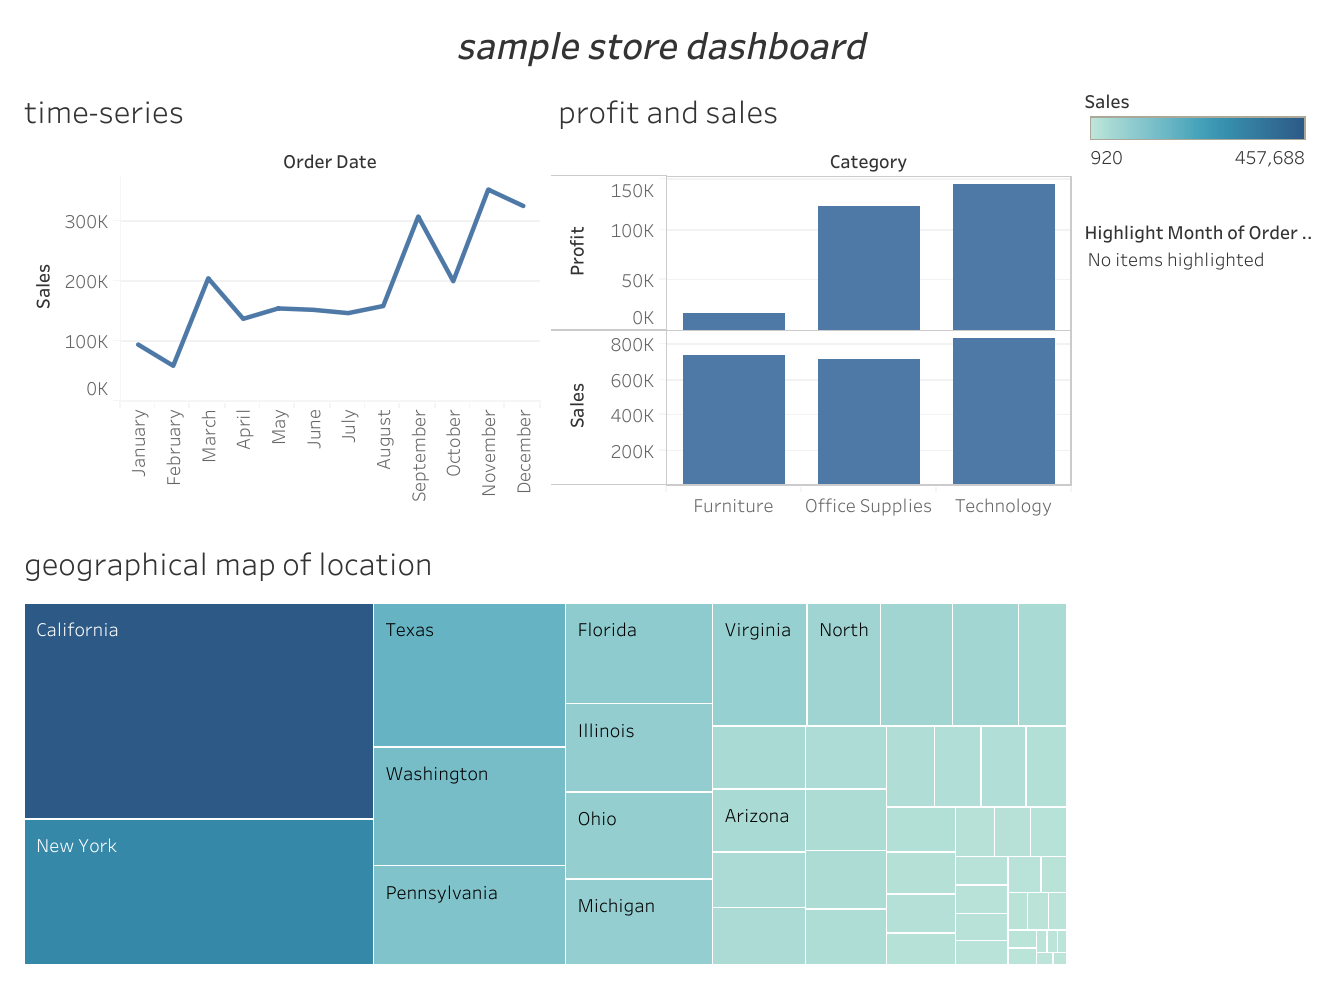 sample store dashboard
time-series
Order Date
Sales
300K
200K
100K
0K
January
February
March
April
May
June
July
August
September
October
November
December
profit and sales
Category
Profit
150K
100K
50K
0K
Sales
800K
600K
400K
200K
Furniture
Office Supplies
Technology
Sales
920
457,688
Highlight Month of Order ..
No items highlighted
geographical map of location
California
New York
Texas
Washington
Pennsylvania
Florida
Illinois
Ohio
Michigan
Virginia
North
Arizona